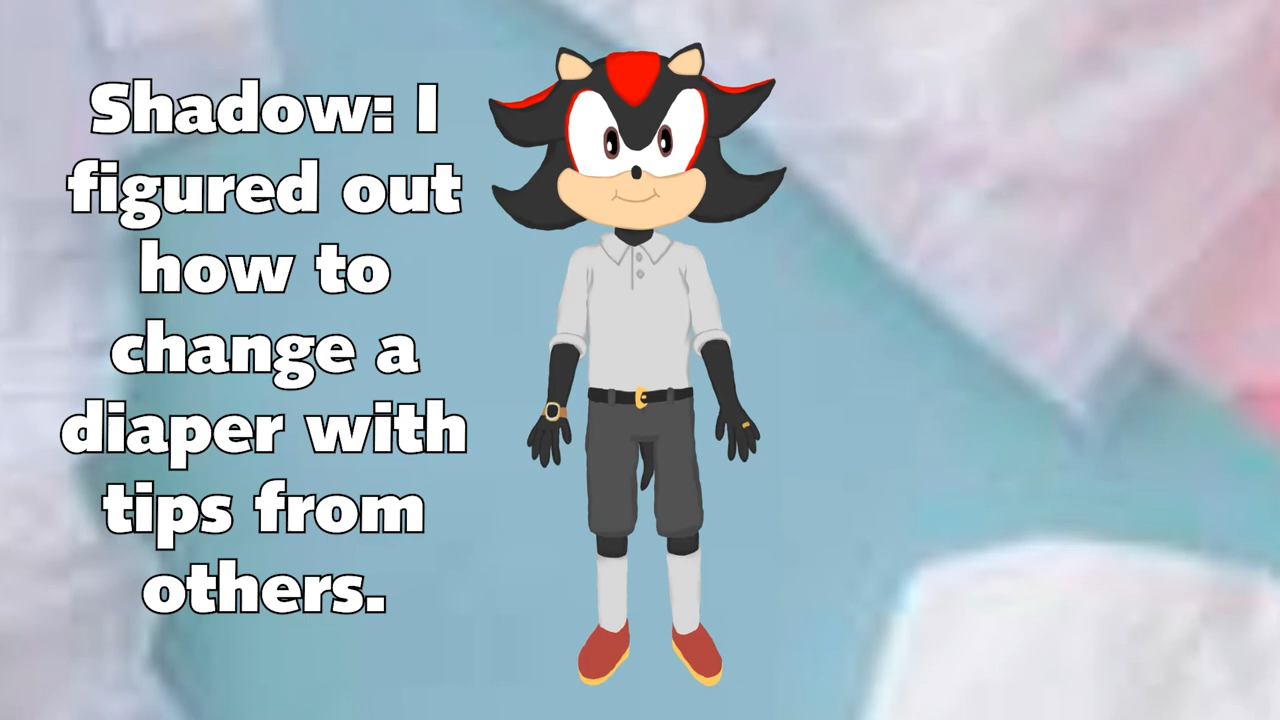 Shadow: I
figured out
how to
change a
diaper with
tips from
others.